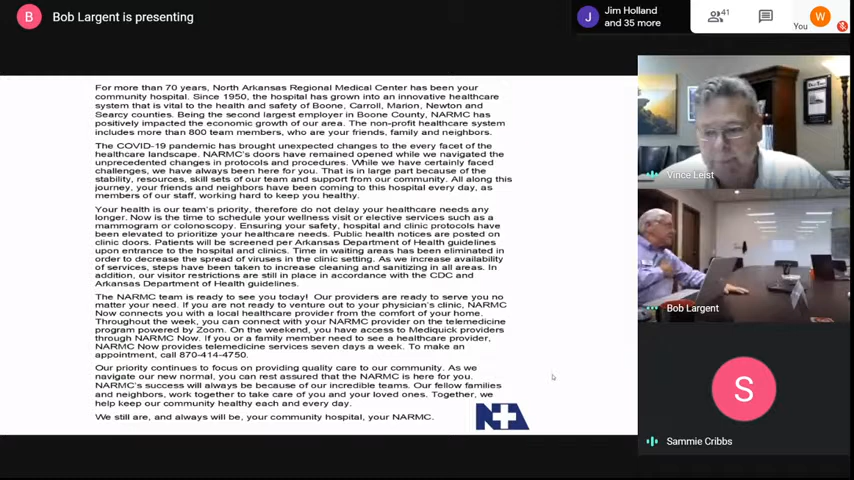 B Bob Largent is presenting
J Jim Holland
and 35 more
41
You
W
For more than 70 years, North Arkansas Regional Medical Center has been your
community hospital. Since 1950, the hospital has grown into an innovative healthcare
system that is vital to the health and safety of Boone, Carroll, Marion, Newton and
Searcy counties. Being the second largest employer in Boone County, NARMC has
positively impacted the economic growth of our area. The non-profit healthcare system
includes more than 800 team members, who are your friends, family and neighbors.
The COVID-19 pandemic has brought unexpected changes to the every facet of the
healthcare landscape. NARMC's doors have remained opened while we navigated the
unprecedented changes in protocols and procedures. While we have certainly faced
challenges, we have always been here for you. That is in large part because of the
stability, resources, skill sets of our team and support from our community. All along this
journey, your friends and neighbors have been coming to this hospital every day, as
members of our staff, working hard to keep you healthy.
Your health is our team's priority, therefore do not delay your healthcare needs any
longer. Now is the time to schedule your wellness visit or elective services such as a
mammogram or colonoscopy. Ensuring your safety, hospital and clinic protocols have
been elevated to prioritize your healthcare needs. Public health notices are posted on
clinic doors. Patients will be screened per Arkansas Department of Health guidelines
upon entrance to the hospital and clinics. Time in waiting areas has been eliminated in
order to decrease the spread of viruses in the clinic setting. As we increase availability
of services, steps have been taken to increase cleaning and sanitizing in all areas. In
addition, our visitor restrictions are still in place in accordance with the CDC and
Arkansas Department of Health guidelines.
The NARMC team is ready to see you today! Our providers are ready to serve you no
matter your need. If you are not ready to venture out to your physician's clinic, NARMC
Now connects you with a local healthcare provider from the comfort of your home.
Throughout the week, you can connect with your NARMC provider on the telemedicine
program powered by Zoom. On the weekend, you have access to Mediquick providers
through NARMC Now. If you or a family member need to see a healthcare provider,
NARMC Now provides telemedicine services seven days a week. To make an
appointment, call 870-414-4750.
Our priority continues to focus on providing quality care to our community. As we
navigate our new normal, you can rest assured that the NARMC is here for you.
NARMC's success will always be because of our incredible teams. Our fellow families
and neighbors, work together to take care of you and your loved ones. Together, we
help keep our community healthy each and every day.
We still are, and always will be, your community hospital, your NARMC.
Vince Leist
Bob Largent
S
Sammie Cribbs